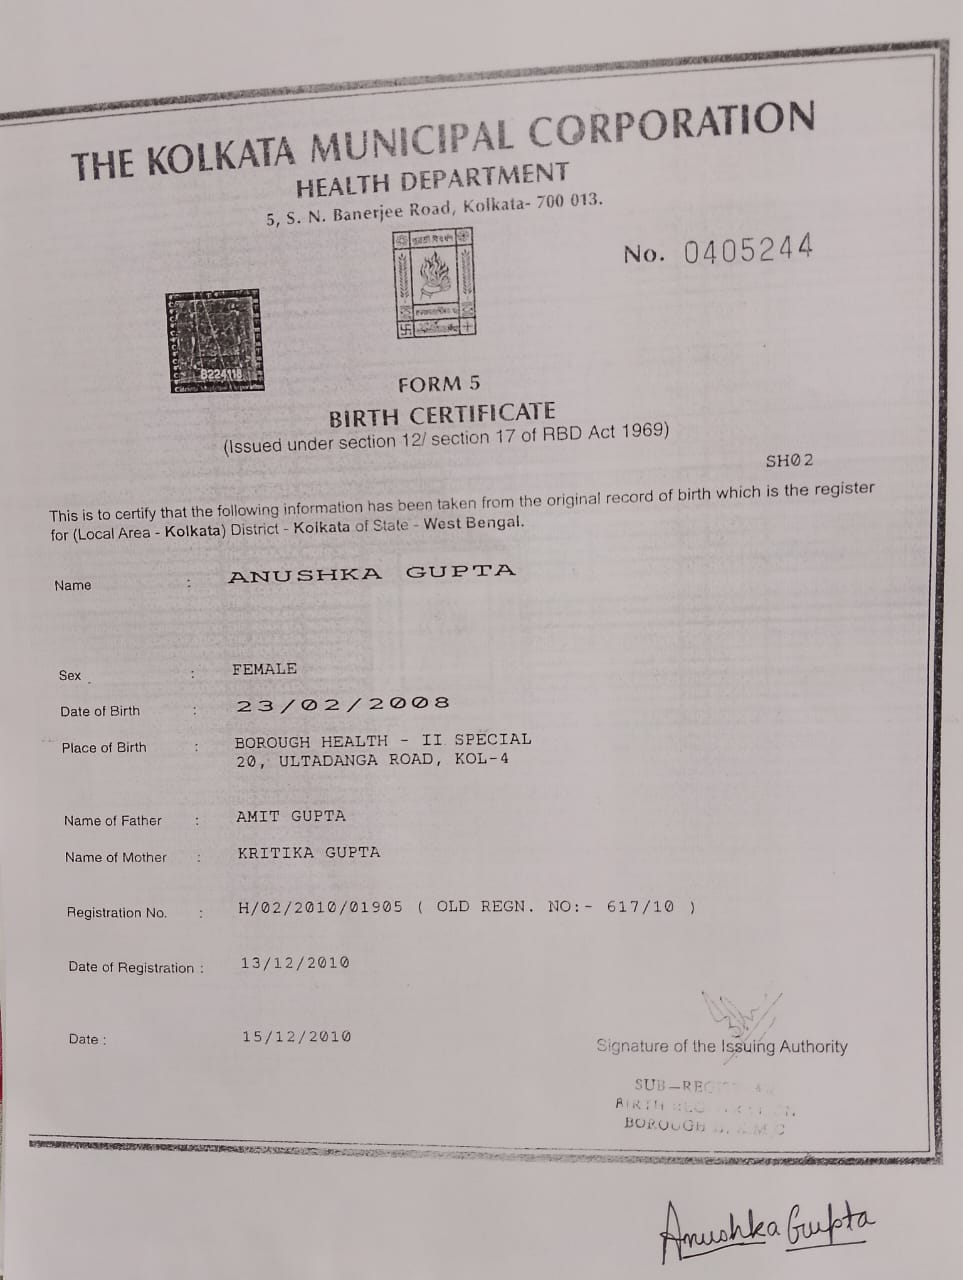 THE KOLKATA MUNICIPAL CORPORATION
HEALTH DEPARTMENT
5, S. N. Banerjee Road, Kolkata- 700 013.
No. 0405244
B224118
FORM 5
BIRTH CERTIFICATE
(Issued under section 12/ section 17 of RBD Act 1969)
SH02
This is to certify that the following information has been taken from the original record of birth which is the register
for (Local Area - Kolkata) District - Kolkata of State - West Bengal.
Name : ANUSHKA GUPTA
Sex : FEMALE
Date of Birth : 23/02/2008
Place of Birth : BOROUGH HEALTH - II SPECIAL
20, ULTADANGA ROAD, KOL-4
Name of Father : AMIT GUPTA
Name of Mother : KRITIKA GUPTA
Registration No. : H/02/2010/01905 ( OLD REGN. NO:- 617/10 )
Date of Registration : 13/12/2010
Date : 15/12/2010
Signature of the Issuing Authority
BIRTH
BOROUGH
Anushka Gupta